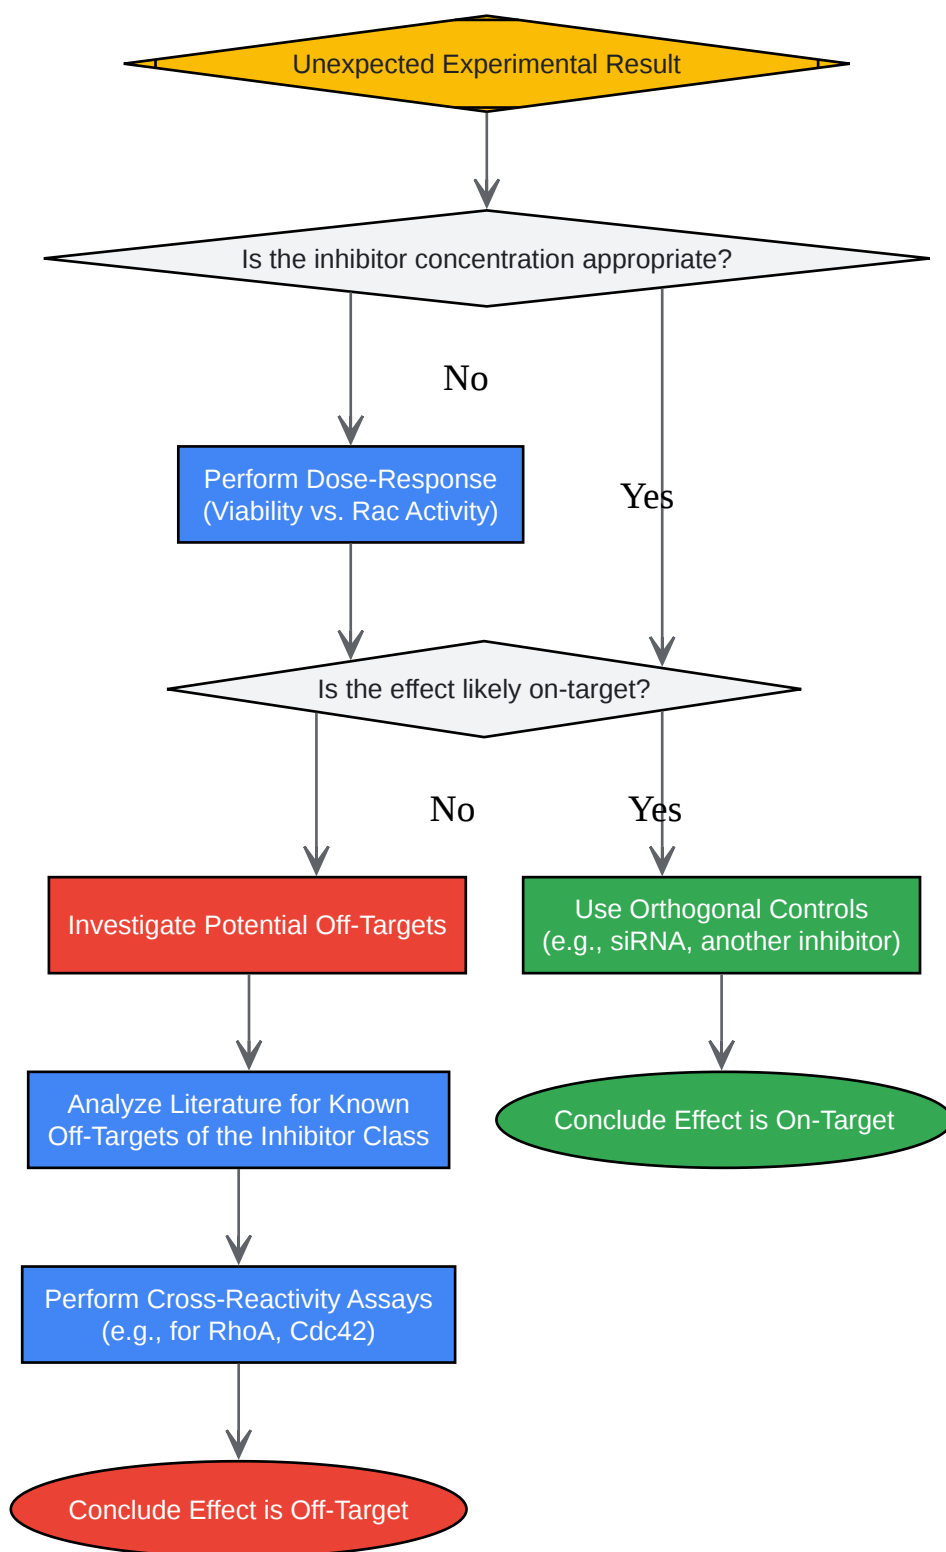 Unexpected Experimental Result
Is the inhibitor concentration appropriate?
No
Perform Dose-Response
(Viability vs. Rac Activity)
Yes
Is the effect likely on-target?
No
Yes
Investigate Potential Off-Targets
Use Orthogonal Controls
(e.g., siRNA, another inhibitor)
Analyze Literature for Known
Off-Targets of the Inhibitor Class
Conclude Effect is On-Target
Perform Cross-Reactivity Assays
(e.g., for RhoA, Cdc42)
Conclude Effect is Off-Target